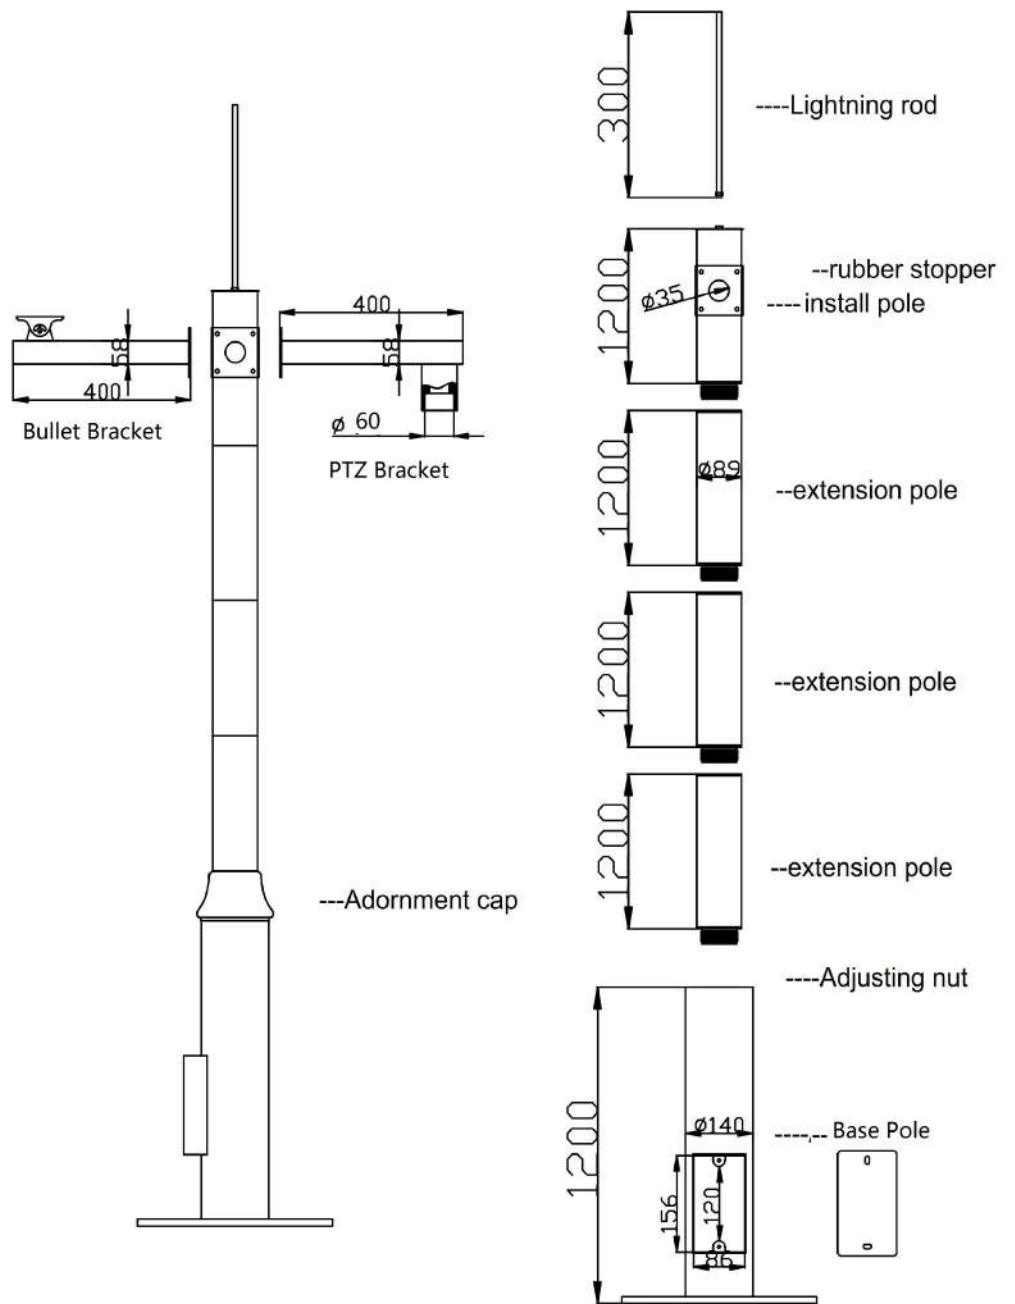 300
----Lightning rod
1200
ø35
--rubber stopper
----install pole
400
58
Bullet Bracket
400
58
ø 60
PTZ Bracket
1200
ø89
--extension pole
1200
--extension pole
1200
--extension pole
---Adornment cap
----Adjusting nut
1200
ø140
----,-- Base Pole
156
120
86